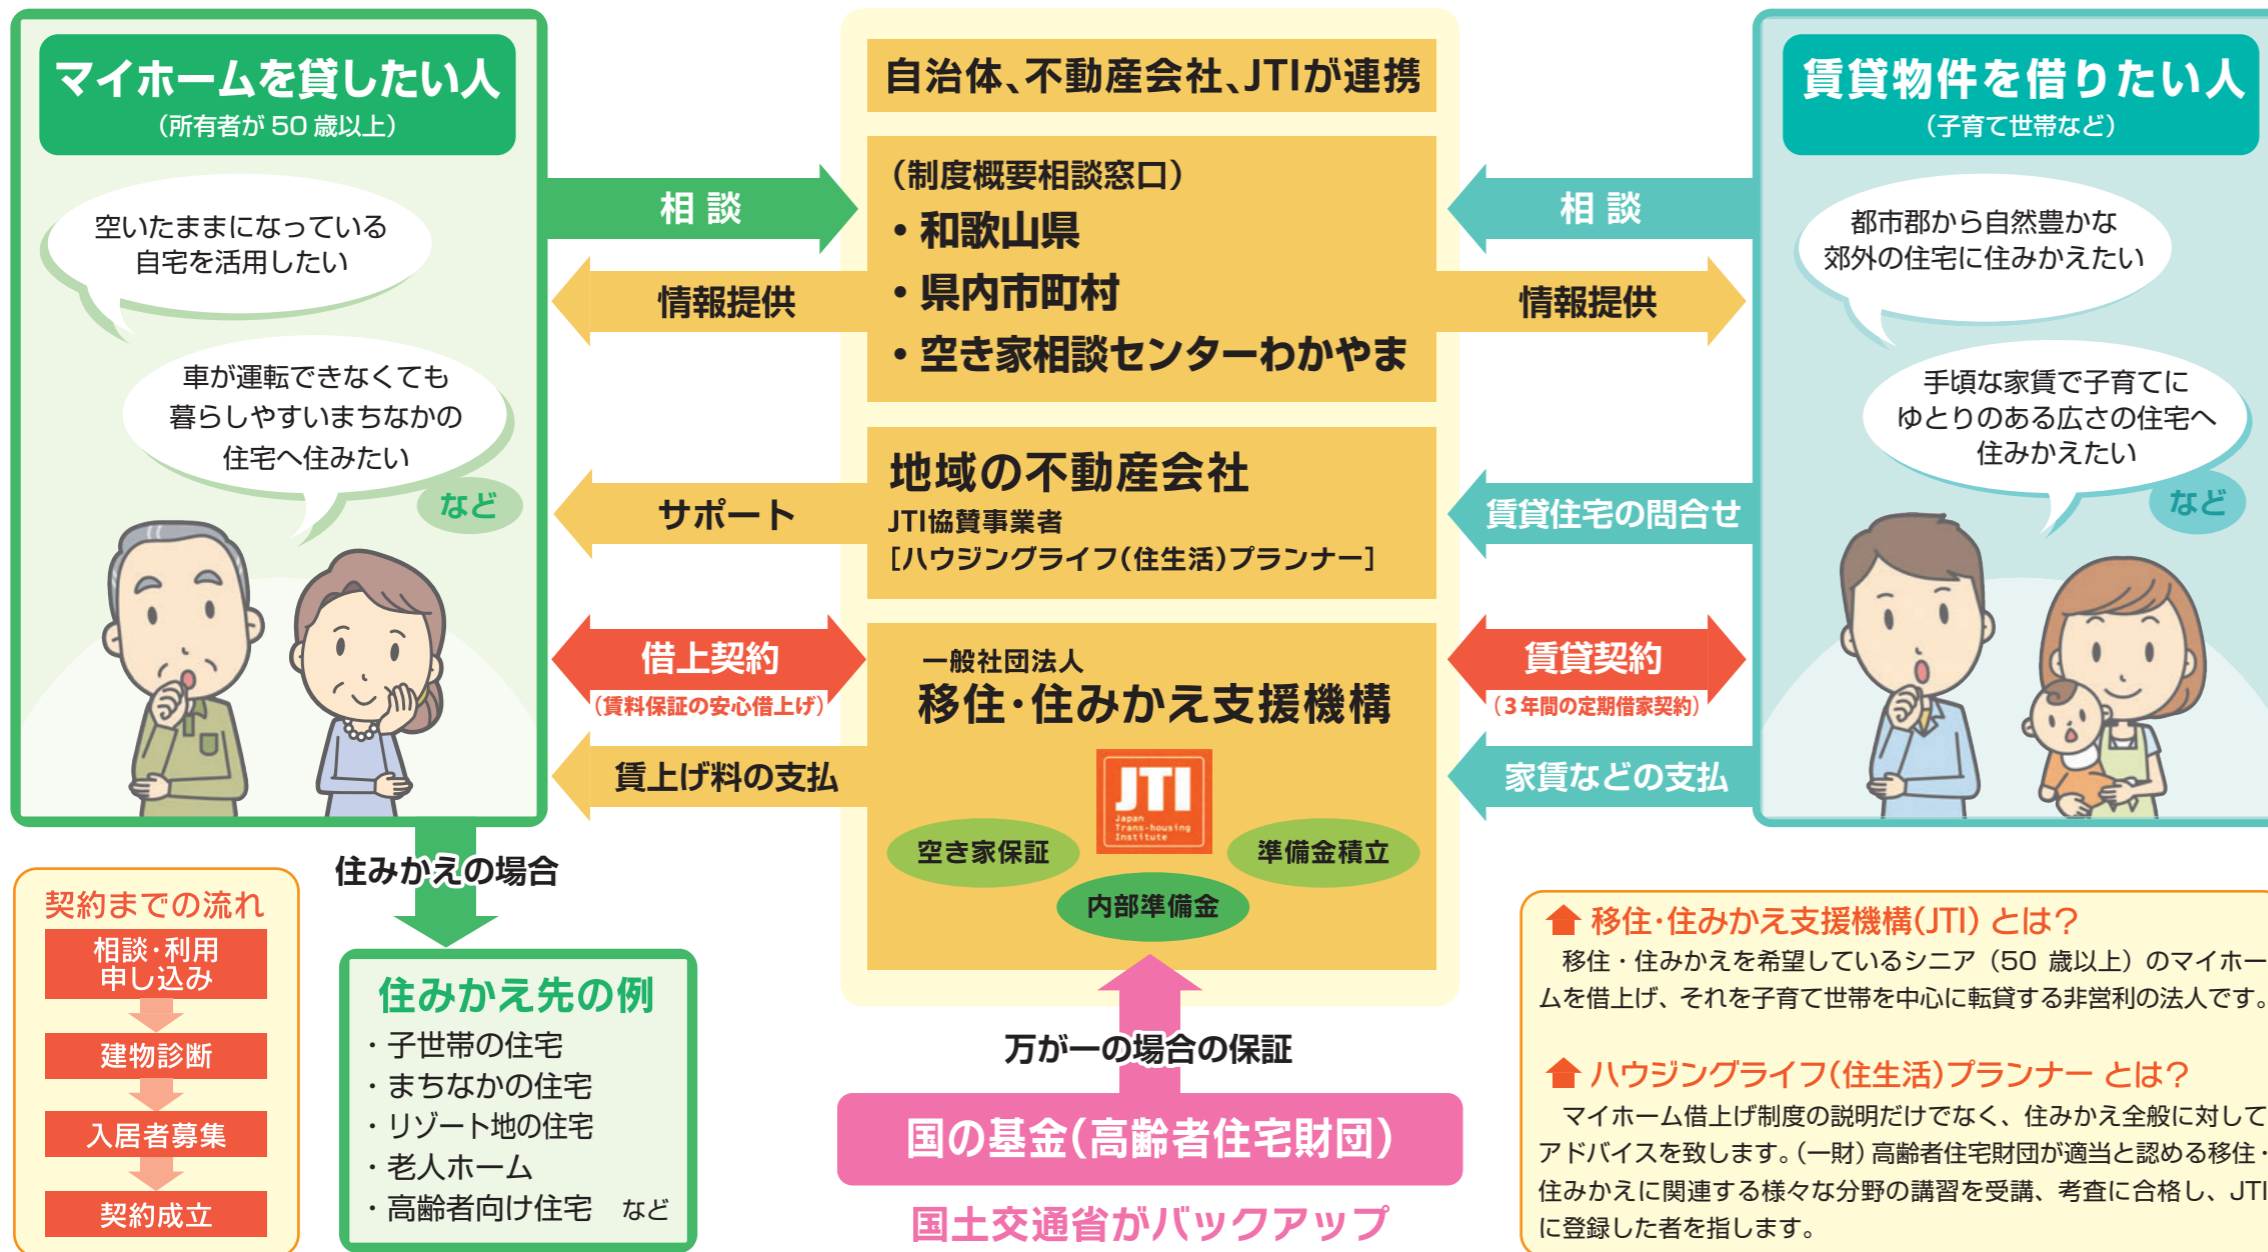 マイホームを貸したい人
(所有者が 50 歳以上)
空いたままになっている
自宅を活用したい
車が運転できなくても
暮らしやすいまちなかの
住宅へ住みたい
など
相 談
情報提供
サポート
借上契約
(賃料保証の安心借上げ)
賃上げ料の支払
自治体、不動産会社、JTIが連携
(制度概要相談窓口)
・和歌山県
・県内市町村
・空き家相談センターわかやま
地域の不動産会社
JTI協賛事業者
[ハウジングライフ(住生活)プランナー]
一般社団法人
移住・住みかえ支援機構
JTI
Japan
Trans-housing
Institute
空き家保証
準備金積立
内部準備金
相 談
情報提供
賃貸住宅の問合せ
賃貸契約
(3年間の定期借家契約)
家賃などの支払
賃貸物件を借りたい人
(子育て世帯など)
都市郡から自然豊かな
郊外の住宅に住みかえたい
手頃な家賃で子育てに
ゆとりのある広さの住宅へ
住みかえたい
など
住みかえの場合
契約までの流れ
相談・利用
申し込み
建物診断
入居者募集
契約成立
住みかえ先の例
・子世帯の住宅
・まちなかの住宅
・リゾート地の住宅
・老人ホーム
・高齢者向け住宅 など
万が一の場合の保証
国の基金(高齢者住宅財団)
国土交通省がバックアップ
移住・住みかえ支援機構(JTI) とは?
移住・住みかえを希望しているシニア(50 歳以上)のマイホー
ムを借上げ、それを子育て世帯を中心に転貸する非営利の法人です。
ハウジングライフ(住生活)プランナー とは?
マイホーム借上げ制度の説明だけでなく、住みかえ全般に対して
アドバイスを致します。(一財)高齢者住宅財団が適当と認める移住・
住みかえに関連する様々な分野の講習を受講、考査に合格し、JTI
に登録した者を指します。